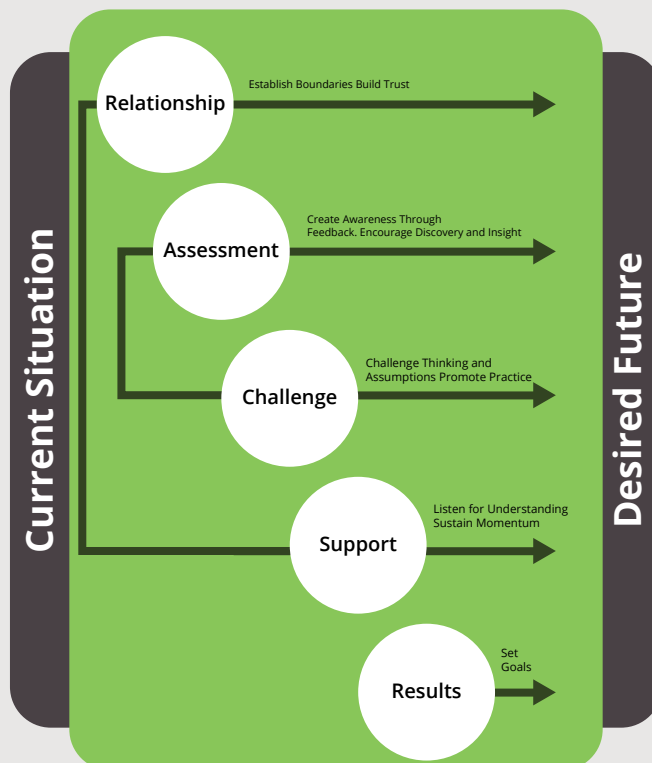 Current Situation
Relationship
Establish Boundaries Build Trust
Assessment
Create Awareness Through
Feedback. Encourage Discovery and Insight
Challenge
Challenge Thinking and
Assumptions Promote Practice
Support
Listen for Understanding
Sustain Momentum
Results
Set
Goals
Desired Future